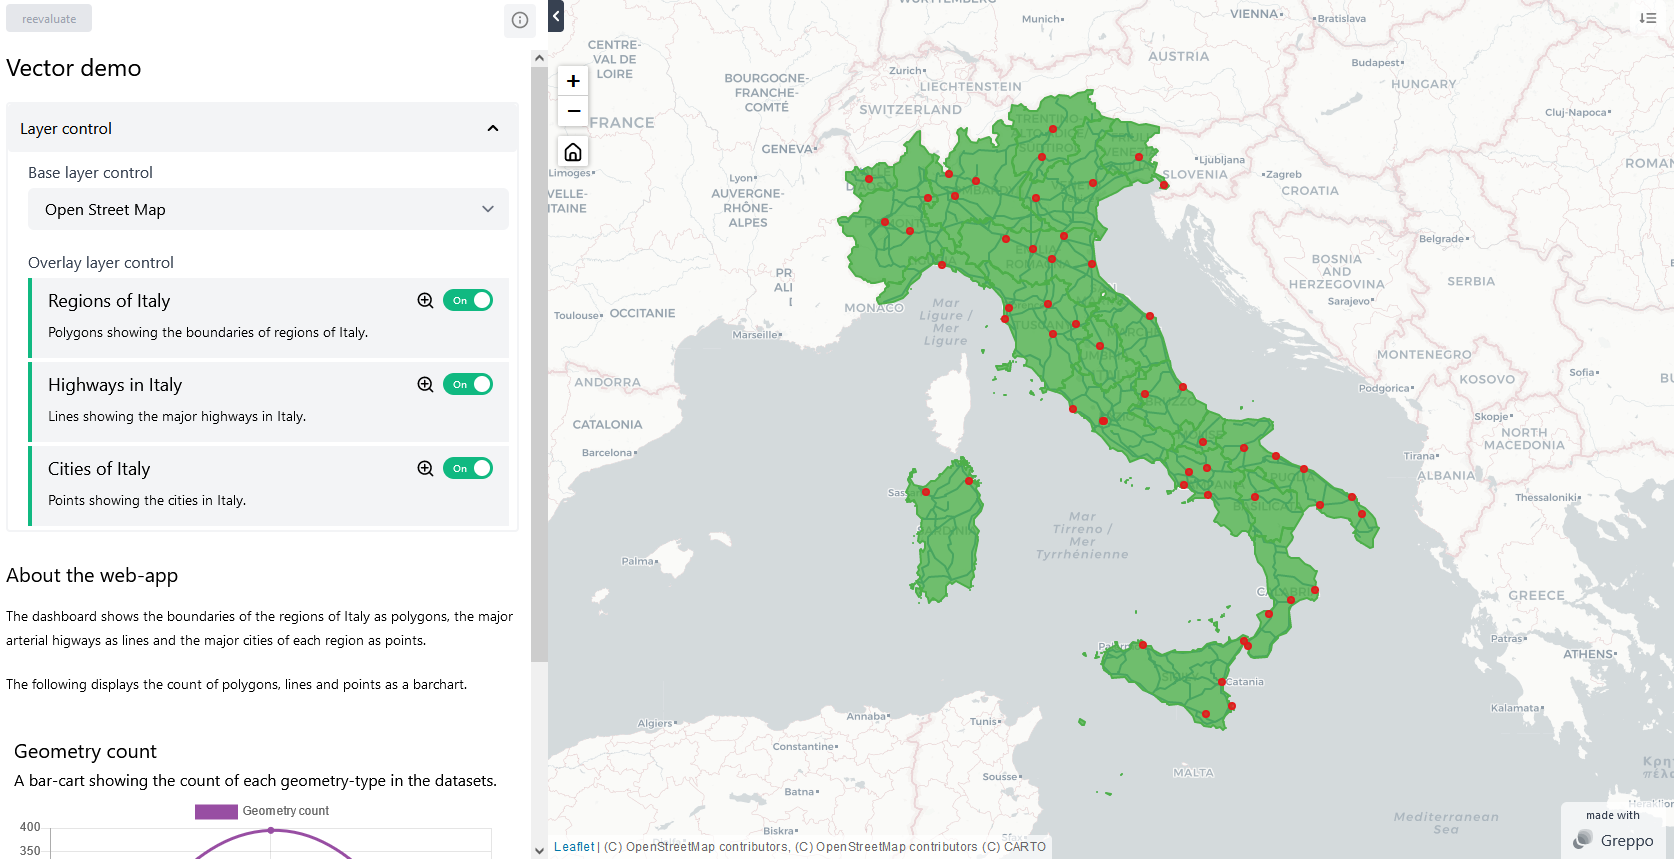 reevaluate
Vector demo
Layer control
Base layer control
Open Street Map
Overlay layer control
Regions of Italy
On
Polygons showing the boundaries of regions of Italy.
Highways in Italy
On
Lines showing the major highways in Italy.
Cities of Italy
On
Points showing the cities in Italy.
About the web-app
The dashboard shows the boundaries of the regions of Italy as polygons, the major
arterial higways as lines and the major cities of each region as points.
The following displays the count of polygons, lines and points as a barchart.
Geometry count
A bar-cart showing the count of each geometry-type in the datasets.
Geometry count
400
350
+
−
Munich
VIENNA
Bratislava
CENTRE-
VAL DE
LOIRE
Zurich
AUSTRIA
Budapest
LIECHTENSTEIN
HUNGARY
BOURGOGNE-
FRANCHE-
COMTÉ
SWITZERLAND
Cluj-Napoca
FRANCE
GENEVA
Ljubljana
SLOVENIA
Zagreb
CROATIA
Limoges
Lyon
AUVERGNE-
RHÔNE-
ALPES
Belgrade
BOSNIA
AND
HERZEGOVINA
SERBIA
Sarajevo
MONACO
Mar
Ligure /
Mer
Ligure
Toulouse
OCCITANIE
Marseille
MONTENEGRO
Podgorica
KOSOVO
Sofia
ANDORRA
Skopje
CATALONIA
NORTH
MACEDONIA
Barcelona
Tirana
ALBANIA
Thessaloniki
BASILICATA
SARDINIA
Mar
Tirreno /
Mer
Tyrrhénienne
Palma
GREECE
Patras
ATHENS
Catania
Kalamata
Algiers
Annaba
Tunis
Constantine
MALTA
Sousse
Batna
Mediterranean
Sea
Biskra
made with
Greppo
Leaflet | (C) OpenStreetMap contributors, (C) OpenStreetMap contributors (C) CARTO